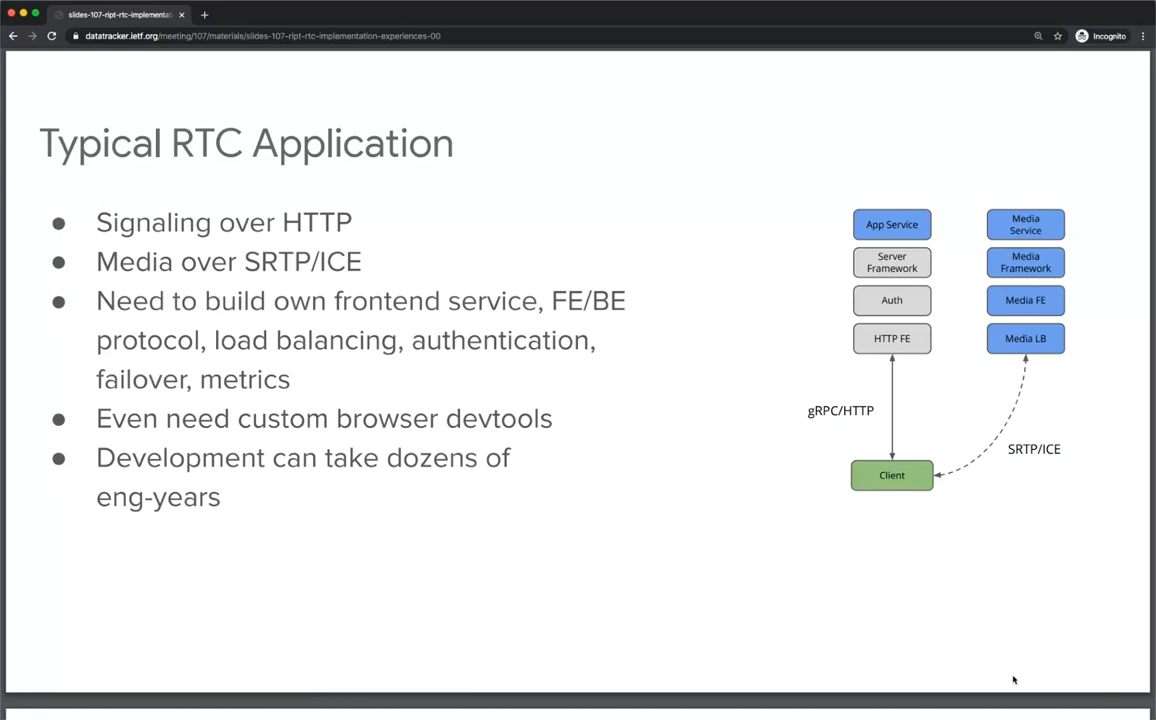 slides-107-ript-rtc-implementat
datatracker.ietf.org/meeting/107/materials/slides-107-ript-rtc-implementation-experiences-00
Incognito
Typical RTC Application
Signaling over HTTP
Media over SRTP/ICE
Need to build own frontend service, FE/BE
protocol, load balancing, authentication,
failover, metrics
Even need custom browser devtools
Development can take dozens of
eng-years
App Service
Server
Framework
Auth
HTTP FE
Media
Service
Media
Framework
Media FE
Media LB
gRPC/HTTP
SRTP/ICE
Client